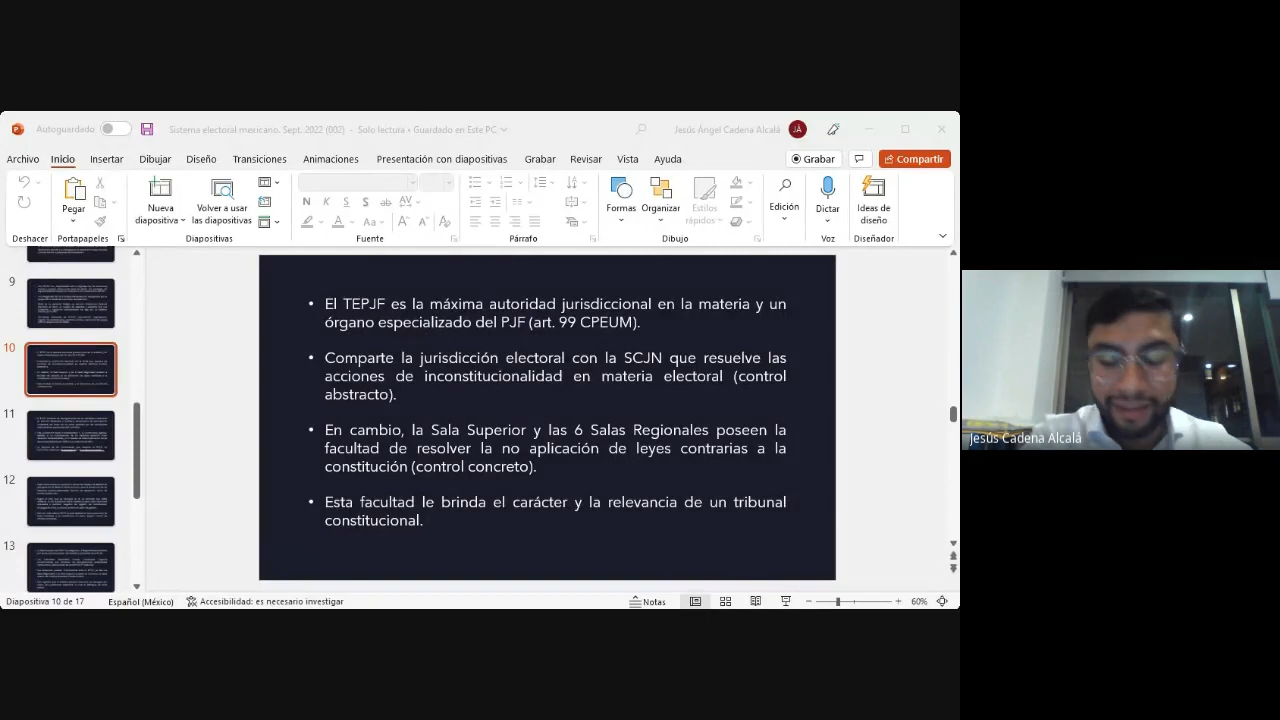 Autoguardado
Sistema electoral mexicano. Sept. 2022 (002) - Solo lectura • Guardado en Este PC
Jesús Ángel Cadena Alcalá
JÁ
Archivo Inicio Insertar Dibujar Diseño Transiciones Animaciones Presentación con diapositivas Grabar Revisar Vista Ayuda
Grabar
Compartir
Pegar
Nueva diapositiva
Volver a usar las diapositivas
N K S ab AV
Aa A A
Formas
Organizar
Estilos rápidos
Edición
Dictar
Ideas de diseño
Deshacer Portapapeles Diapositivas Fuente Párrafo Dibujo Voz Diseñador
9
10
11
12
13
• El TEPJF es la máxima autoridad jurisdiccional en la materia y un
órgano especializado del PJF (art. 99 CPEUM).
• Comparte la jurisdicción electoral con la SCJN que resuelve las
acciones de inconstitucionalidad en materia electoral (control
abstracto).
• En cambio, la Sala Superior y las 5 Salas Regionales poseen la
facultad de resolver la no aplicación de leyes contrarias a la
constitución (control concreto).
• Esta facultad le brinda el carácter y la relevancia de un tribunal
constitucional.
Jesús Cadena Alcalá
Diapositiva 10 de 17 Español (México) Accesibilidad: es necesario investigar Notas 60%